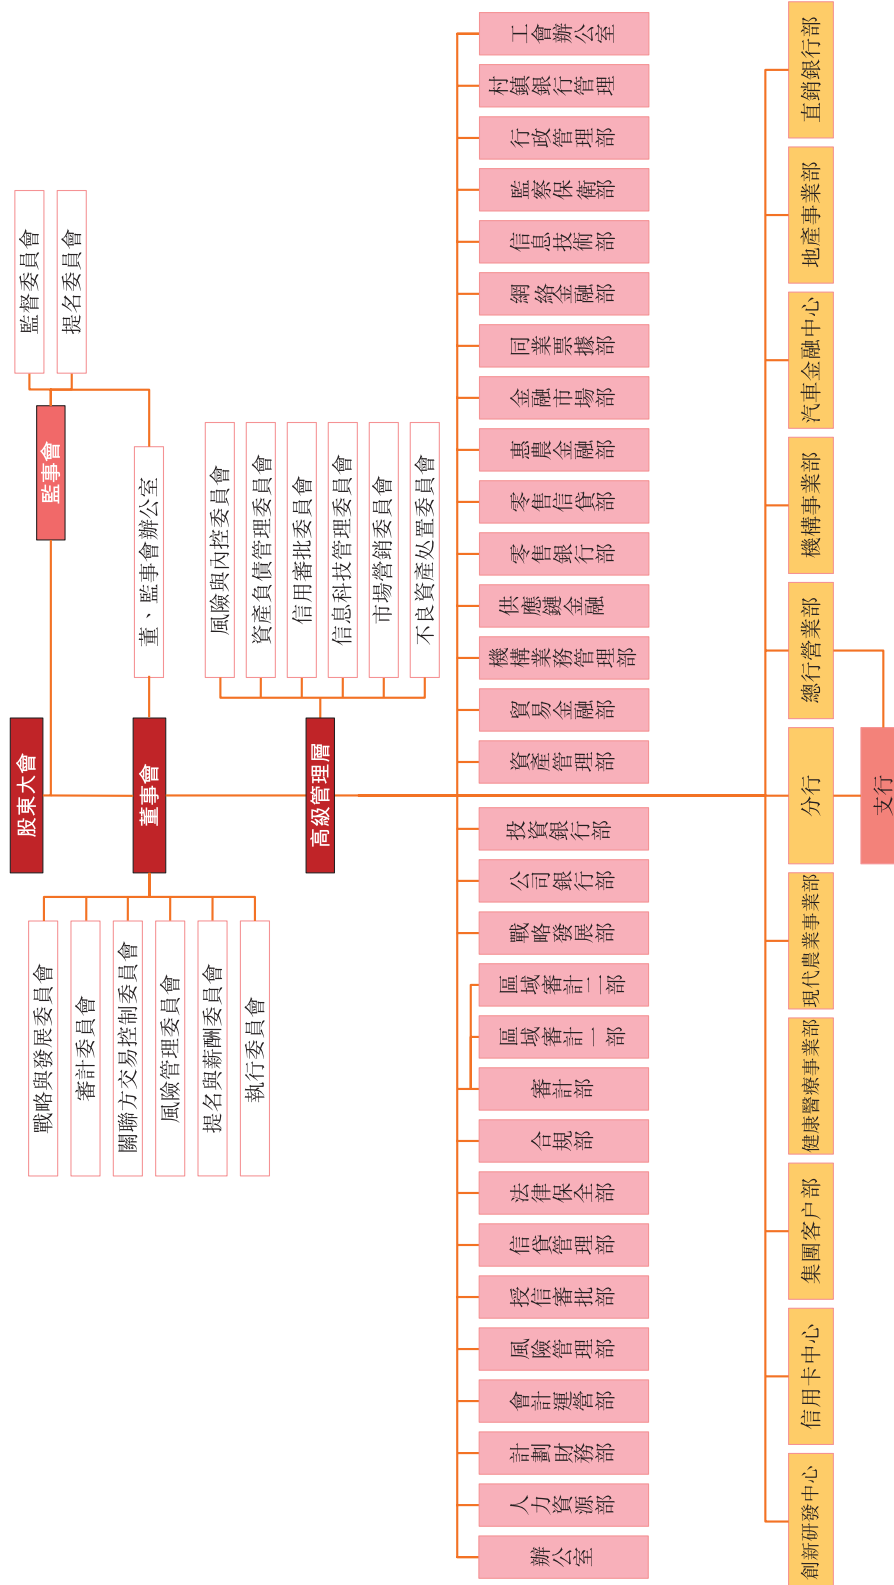 股東大會
監事會
監督委員會
提名委員會
董事會
董、監事會辦公室
戰略與發展委員會
審計委員會
關聯方交易控制委員會
風險管理委員會
提名與薪酬委員會
執行委員會
高級管理層
風險與內控委員會
資產負債管理委員會
信用審批委員會
信息科技管理委員會
市場營銷委員會
不良資產处置委員會
辦公室
人力資源部
計劃財務部
會計運營部
風險管理部
授信審批部
信貸管理部
法律保全部
合規部
審計部
區域審計一部
區域審計二部
戰略發展部
公司銀行部
投資銀行部
資產管理部
貿易金融部
機構業務管理部
供應鏈金融
零售銀行部
零售信貸部
惠農金融部
金融市場部
同業票據部
網絡金融部
信息技術部
監察保衛部
行政管理部
村鎮銀行管理
工會辦公室
創新研發中心
信用卡中心
集團客户部
健康醫療事業部
現代農業事業部
分行
總行營業部
機構事業部
汽車金融中心
地產事業部
直銷銀行部
支行